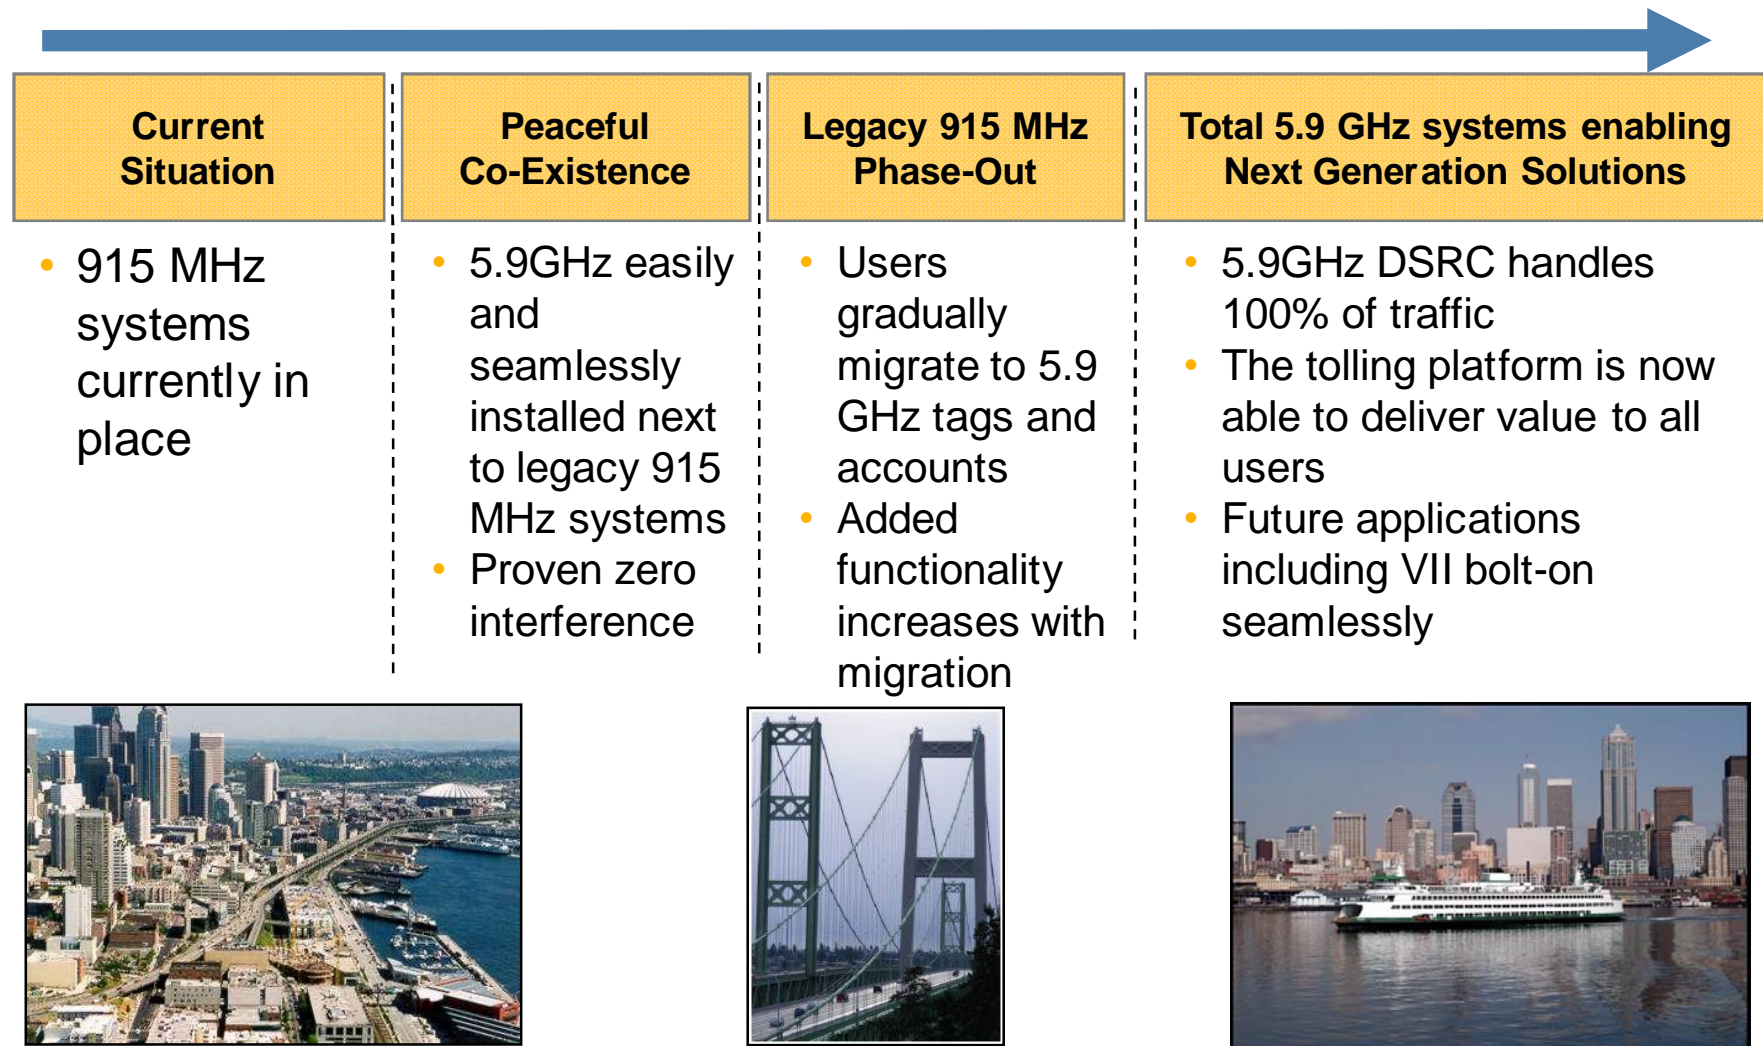 Current
Situation
• 915 MHz
systems
currently in
place
Peaceful
Co-Existence
• 5.9GHz easily
and
seamlessly
installed next
to legacy 915
MHz systems
• Proven zero
interference
Legacy 915 MHz
Phase-Out
• Users
gradually
migrate to 5.9
GHz tags and
accounts
• Added
functionality
increases with
migration
Total 5.9 GHz systems enabling
Next Generation Solutions
• 5.9GHz DSRC handles
100% of traffic
• The tolling platform is now
able to deliver value to all
users
• Future applications
including VII bolt-on
seamlessly